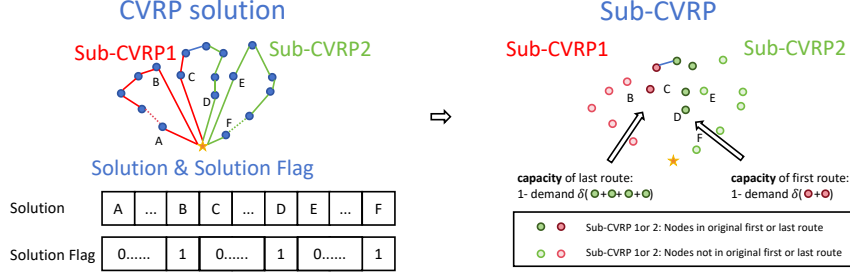 CVRP solution
Sub-CVRP1
Sub-CVRP2
B
C
D
E
A
F
Solution & Solution Flag
Solution
A ... B C ... D E ... F
Solution Flag
0...... 1 0...... 1 0...... 1
⇨
Sub-CVRP
Sub-CVRP1
Sub-CVRP2
B
C
E
D
F
capacity of last route:
1- demand δ( + + + )
capacity of first route:
1- demand δ( + )
Sub-CVRP 1or 2: Nodes in original first or last route
Sub-CVRP 1or 2: Nodes not in original first or last route